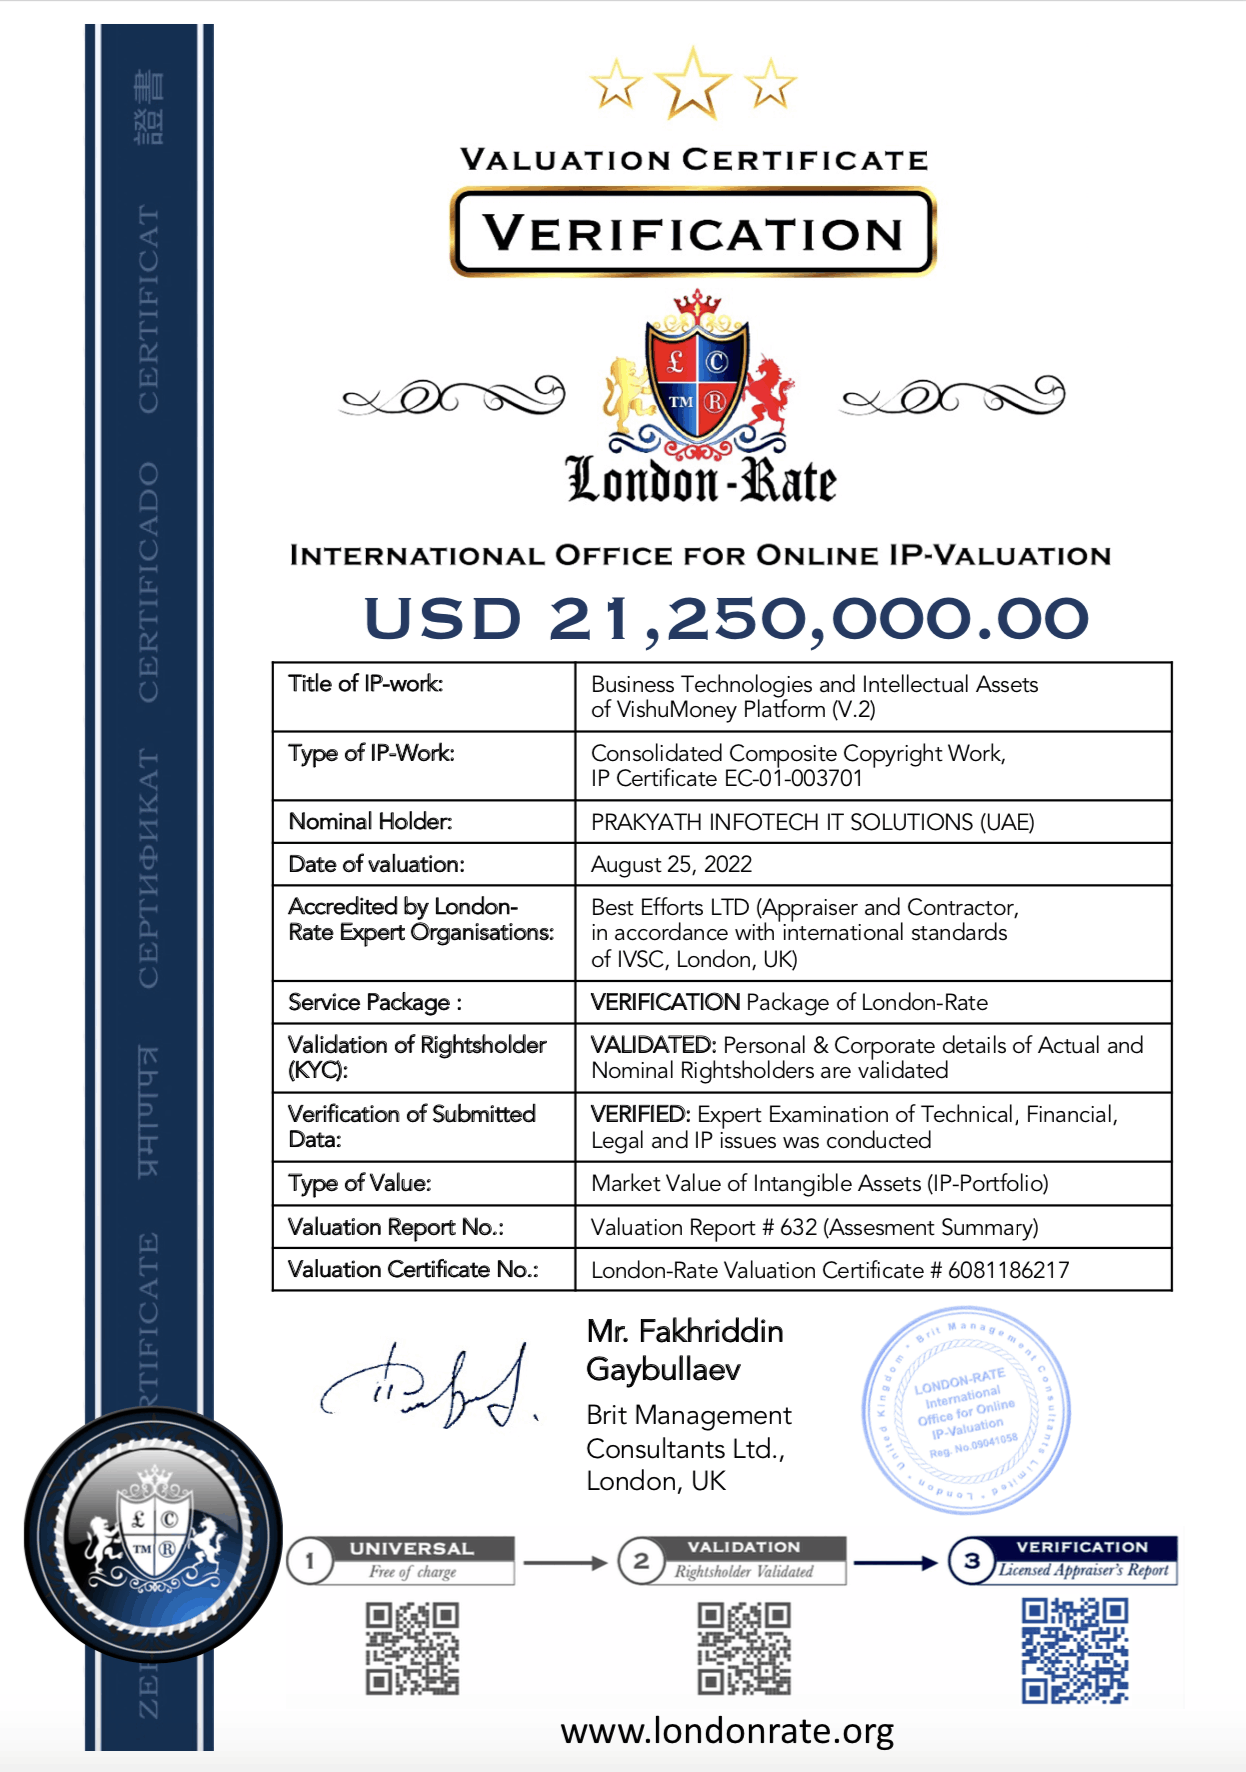 VALUATION CERTIFICATE
VERIFICATION
£ ©
TM ®
London-Rate
INTERNATIONAL OFFICE FOR ONLINE IP-VALUATION
USD 21,250,000.00
Title of IP-work:
Business Technologies and Intellectual Assets
of VishuMoney Platform (V.2)
Type of IP-Work:
Consolidated Composite Copyright Work,
IP Certificate EC-01-003701
Nominal Holder:
PRAKYATH INFOTECH IT SOLUTIONS (UAE)
Date of valuation:
August 25, 2022
Accredited by London-
Rate Expert Organisations:
Best Efforts LTD (Appraiser and Contractor,
in accordance with international standards
of IVSC, London, UK)
Service Package :
VERIFICATION Package of London-Rate
Validation of Rightsholder
(KYC):
VALIDATED: Personal & Corporate details of Actual and
Nominal Rightsholders are validated
Verification of Submitted
Data:
VERIFIED: Expert Examination of Technical, Financial,
Legal and IP issues was conducted
Type of Value:
Market Value of Intangible Assets (IP-Portfolio)
Valuation Report No.:
Valuation Report # 632 (Assesment Summary)
Valuation Certificate No.:
London-Rate Valuation Certificate # 6081186217
Mr. Fakhriddin
Gaybullaev
Brit Management
Consultants Ltd.,
London, UK
Brit Management Consultants Limited • London • United Kingdom •
LONDON-RATE
International
Office for Online
IP-Valuation
Reg. No.09041058
1 UNIVERSAL
Free of charge
2 VALIDATION
Rightsholder Validated
3 VERIFICATION
Licensed Appraiser's Report
www.londonrate.org
ZE RTIFICATE प्रमाणपत्र СЕРТИФИКАТ CERTIFICADO CERTIFICAT 證書
£ ©
TM ®